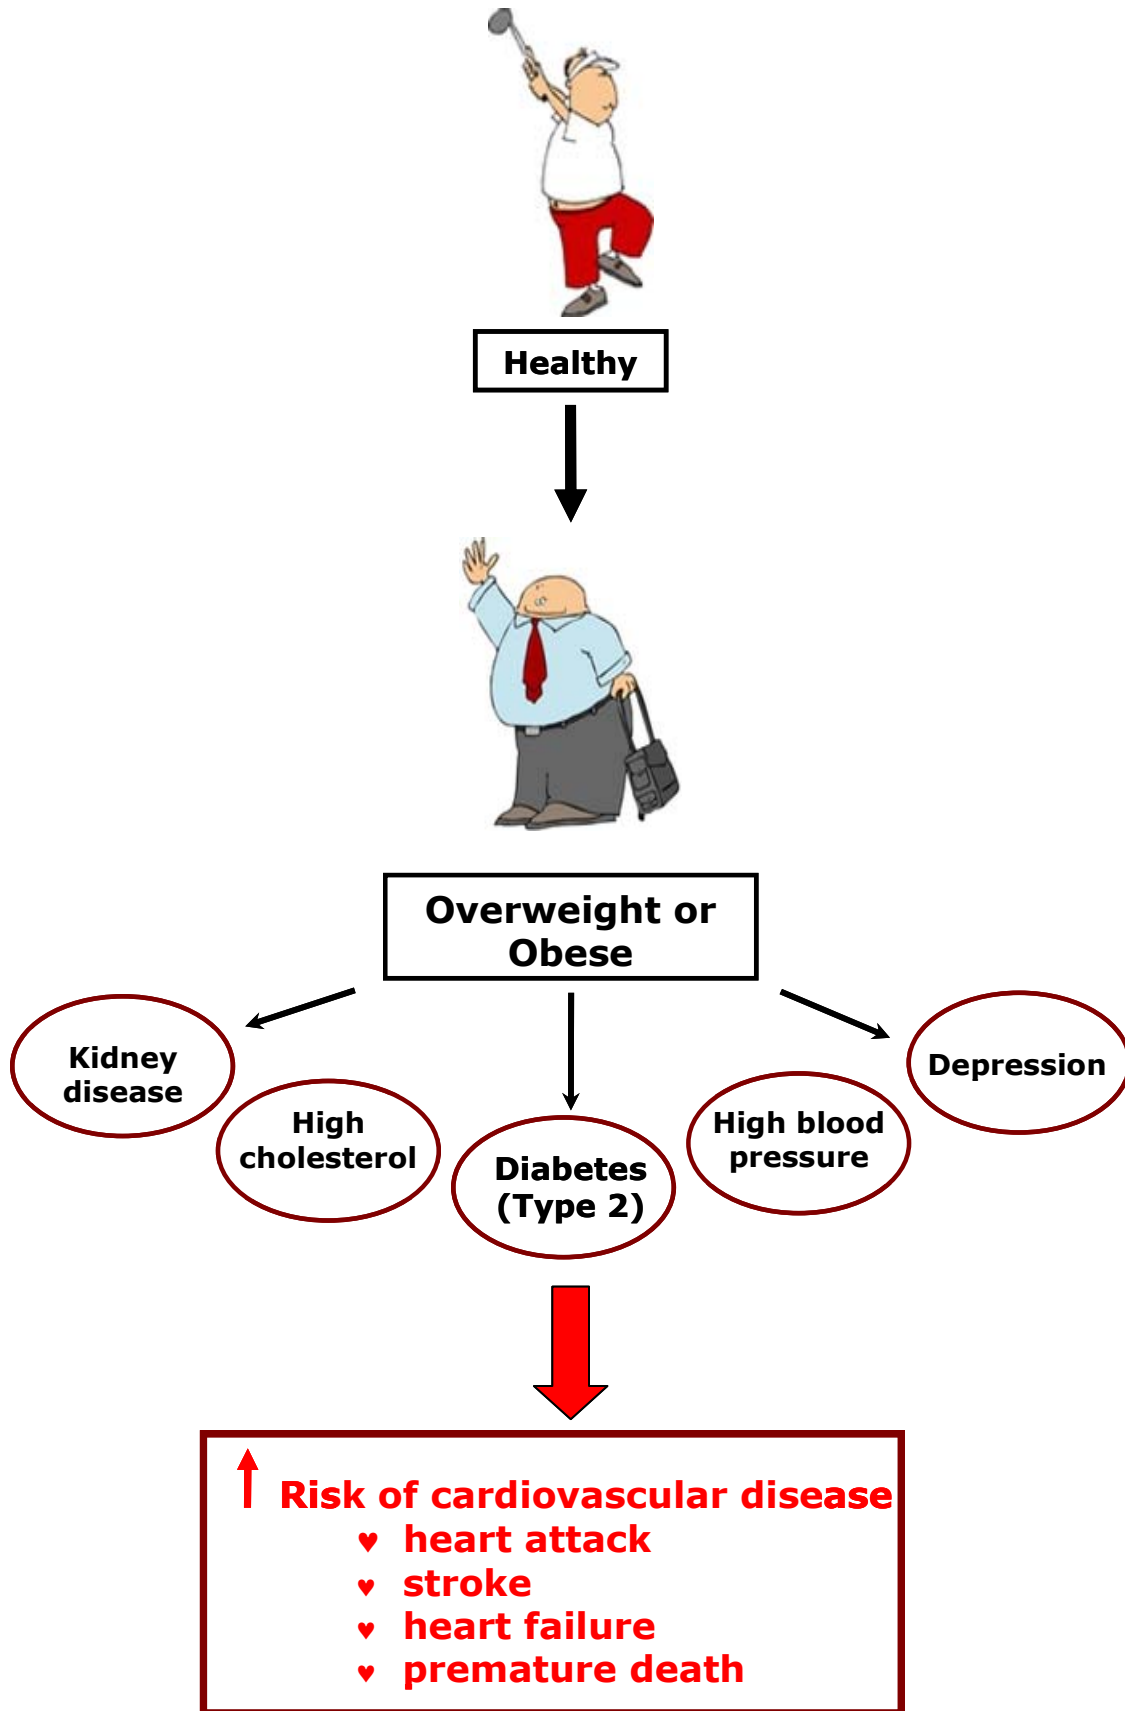 Healthy
Overweight or
Obese
Kidney
disease
High
cholesterol
Diabetes
(Type 2)
High blood
pressure
Depression
Risk of cardiovascular disease
heart attack
stroke
heart failure
premature death